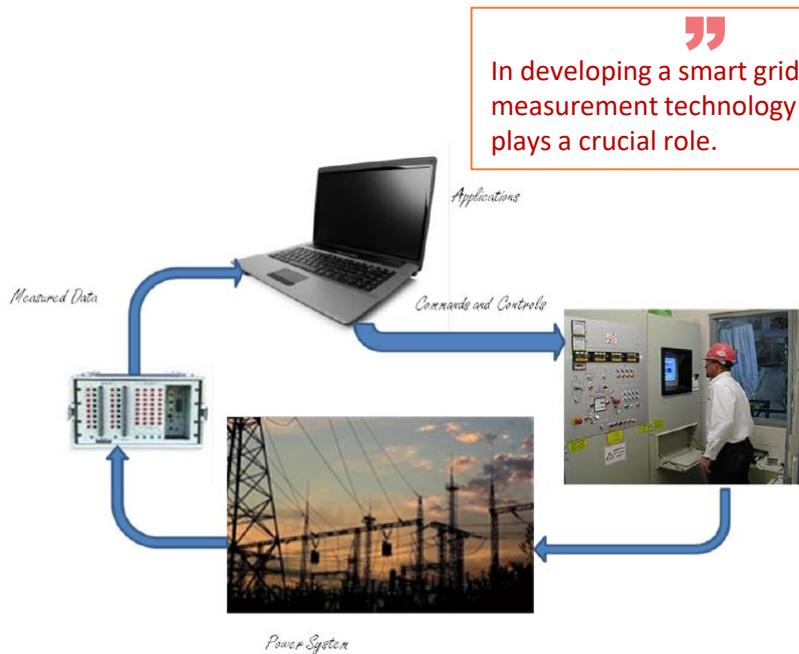 In developing a smart grid
measurement technology
plays a crucial role.
Applications
Measured Data
Commands and Controls
Power System